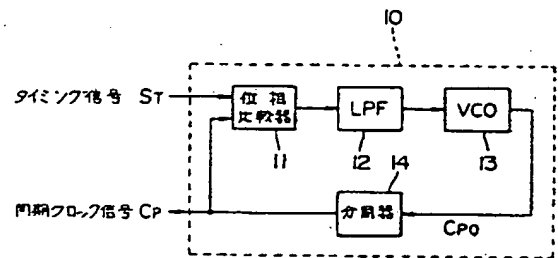 10
タイミング信号 ST
位相
比較器
11
LPF
12
VCO
13
同期クロック信号 CP
14
分周器
CPO